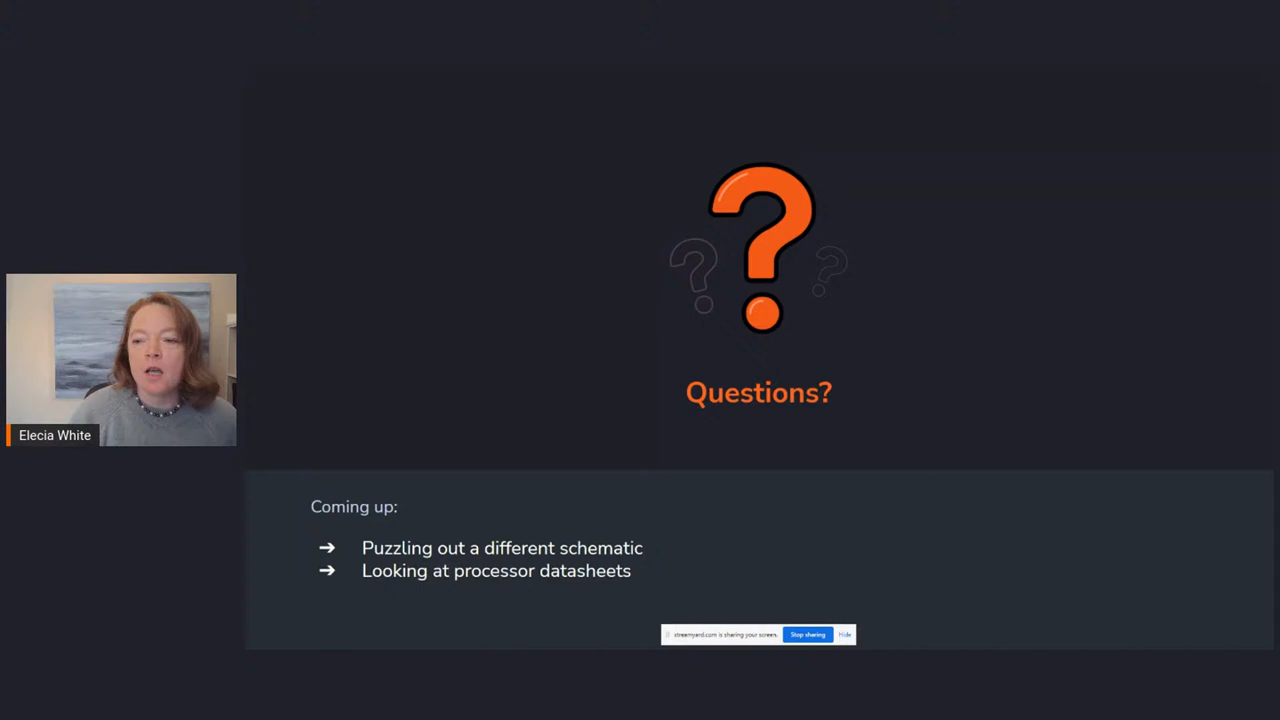 ?
Questions?
Elecia White
Coming up:
➔ Puzzling out a different schematic
➔ Looking at processor datasheets
streamyard.com is sharing your screen.
Stop sharing
Hide